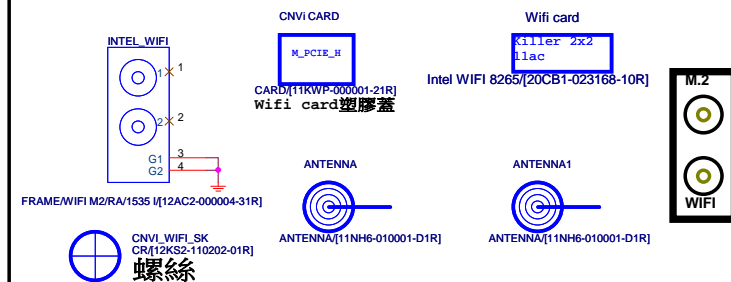 CNVi CARD
Wifi card
INTEL_WIFI
M_PCIE_H
Killer 2x2
11ac
1
1
2
2
G1
3
G2
4
CARD/[11KWP-000001-21R]
Wifi card塑膠蓋
Intel WIFI 8265/[20CB1-023168-10R]
M.2
WIFI
ANTENNA
ANTENNA1
FRAME/WIFI M2/RA/1535 I/[12AC2-000004-31R]
ANTENNA/[11NH6-010001-D1R]
ANTENNA/[11NH6-010001-D1R]
CNVI_WIFI_SK
CR/[12KS2-110202-01R]
螺絲